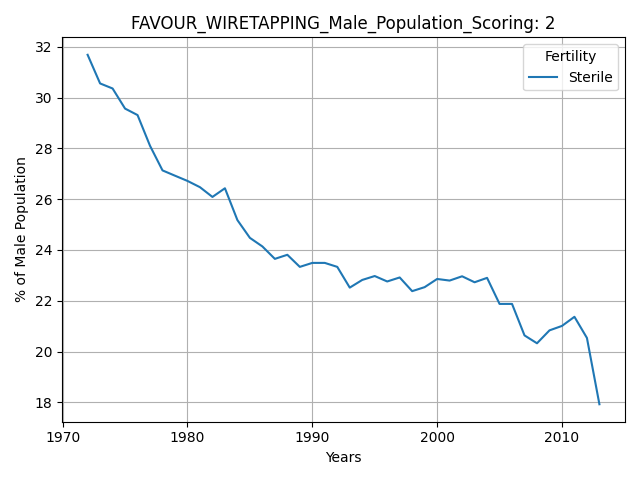 FAVOUR_WIRETAPPING_Male_Population_Scoring: 2
Fertility
Sterile
% of Male Population
32
30
28
26
24
22
20
18
1970 1980 1990 2000 2010
Years